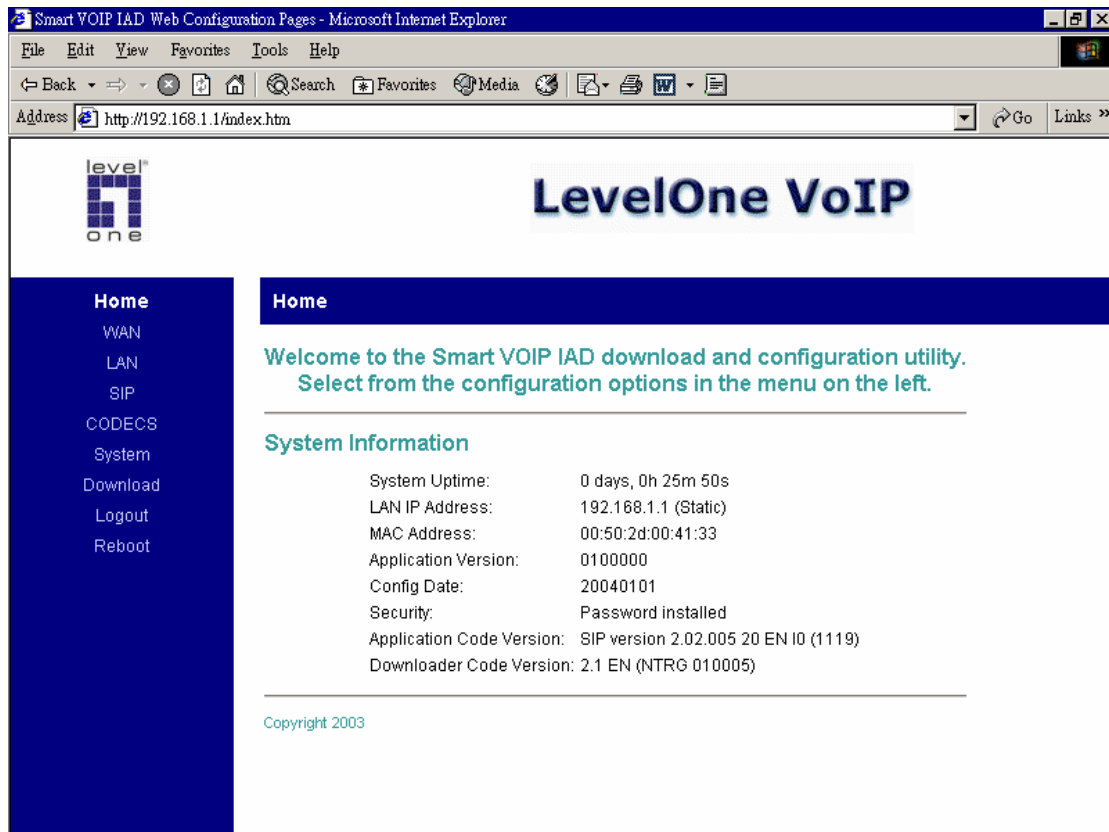 Smart VOIP IAD Web Configuration Pages - Microsoft Internet Explorer
File Edit View Favorites Tools Help
Back Search Favorites Media
Address http://192.168.1.1/index.htm Go Links »
level
one
LevelOne VoIP
Home
WAN
LAN
SIP
CODECS
System
Download
Logout
Reboot
Home
Welcome to the Smart VOIP IAD download and configuration utility.
Select from the configuration options in the menu on the left.
System Information
System Uptime: 0 days, 0h 25m 50s
LAN IP Address: 192.168.1.1 (Static)
MAC Address: 00:50:2d:00:41:33
Application Version: 0100000
Config Date: 20040101
Security: Password installed
Application Code Version: SIP version 2.02.005 20 EN I0 (1119)
Downloader Code Version: 2.1 EN (NTRG 010005)
Copyright 2003